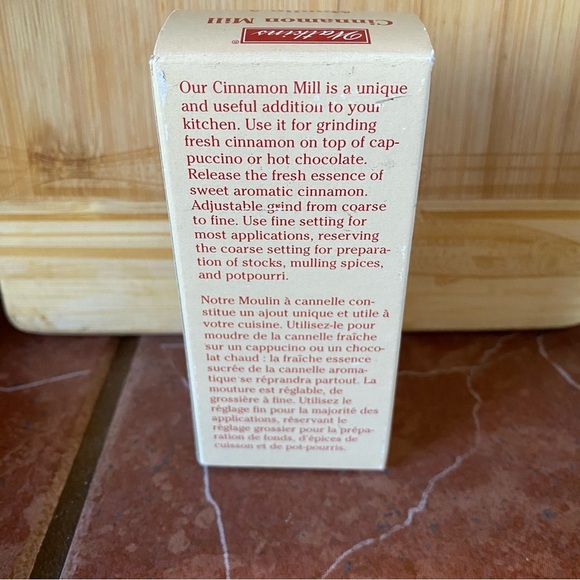 Cinnamon Mill
Watkins®
Our Cinnamon Mill is a unique
and useful addition to your
kitchen. Use it for grinding
fresh cinnamon on top of cap-
puccino or hot chocolate.
Release the fresh essence of
sweet aromatic cinnamon.
Adjustable grind from coarse
to fine. Use fine setting for
most applications, reserving
the coarse setting for prepara-
tion of stocks, mulling spices,
and potpourri.
Notre Moulin à cannelle con-
stitue un ajout unique et utile à
votre cuisine. Utilisez-le pour
moudre de la cannelle fraîche
sur un cappucino ou un choco-
lat chaud : la fraîche essence
sucrée de la cannelle aroma-
tique se réprandra partout. La
mouture est réglable, de
grossière à fine. Utilisez le
réglage fin pour la majorité des
applications, réservant le
réglage grossier pour la prépa-
ration de fonds, d'épices de
cuisson et de pot-pourris.